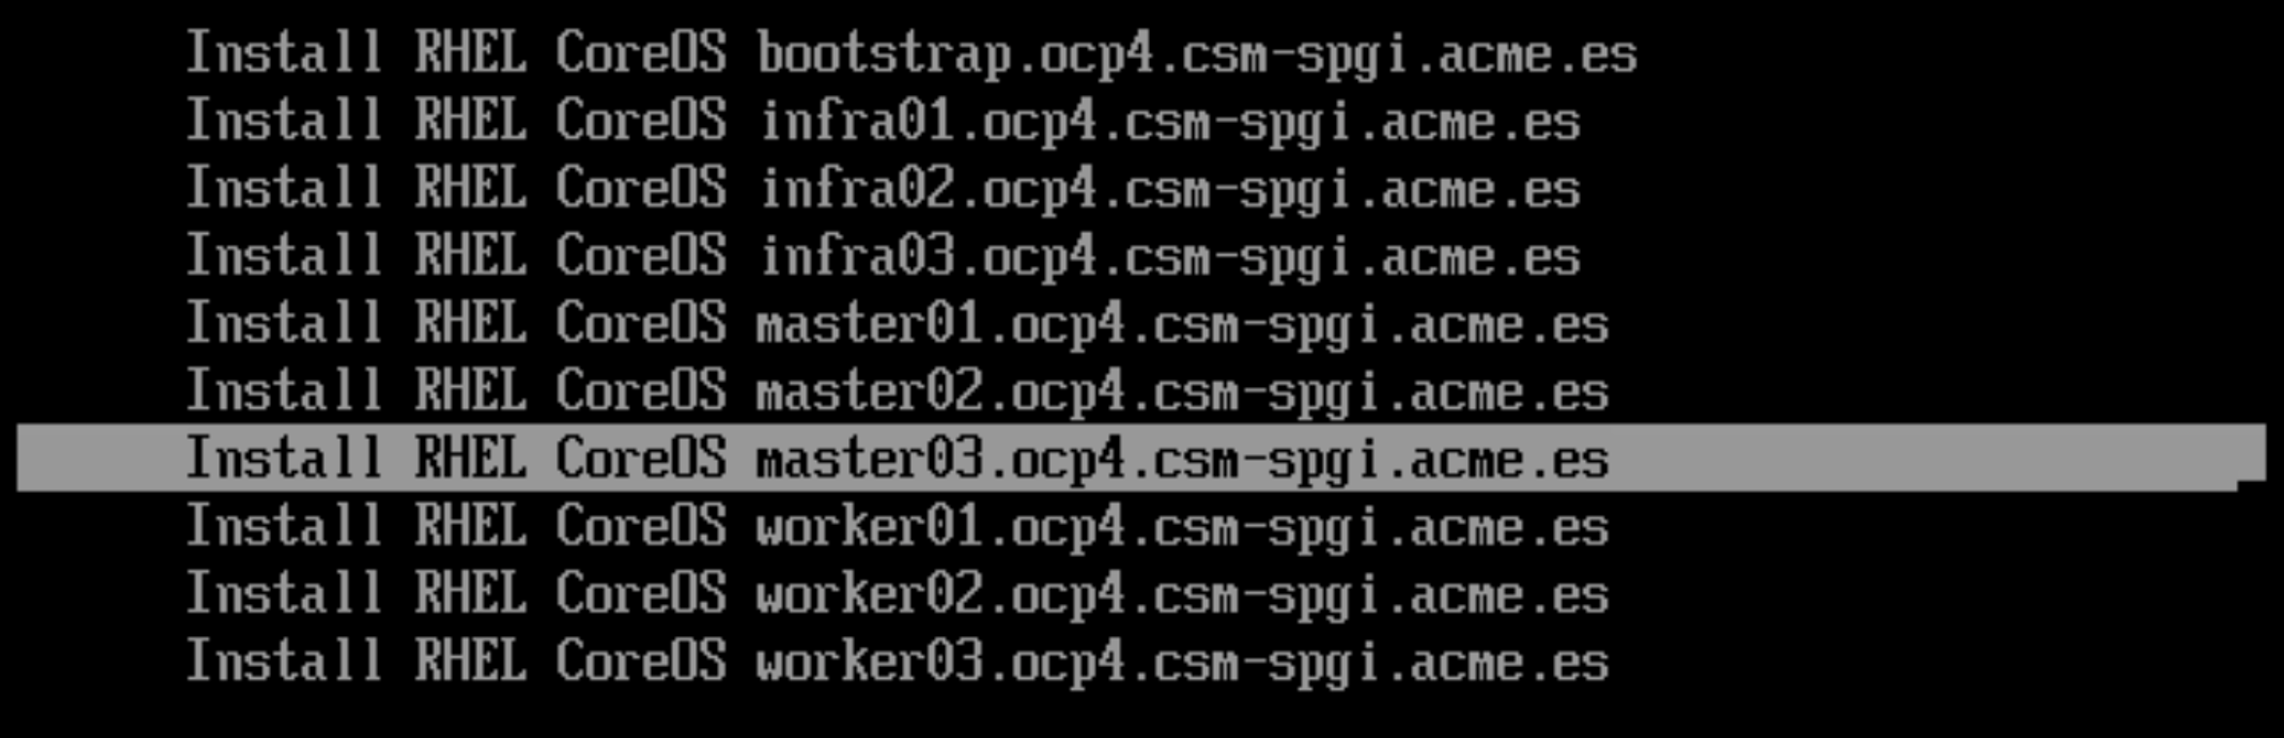 Install RHEL CoreOS bootstrap.ocp4.csm-spgi.acme.es
Install RHEL CoreOS infra01.ocp4.csm-spgi.acme.es
Install RHEL CoreOS infra02.ocp4.csm-spgi.acme.es
Install RHEL CoreOS infra03.ocp4.csm-spgi.acme.es
Install RHEL CoreOS master01.ocp4.csm-spgi.acme.es
Install RHEL CoreOS master02.ocp4.csm-spgi.acme.es
Install RHEL CoreOS master03.ocp4.csm-spgi.acme.es
Install RHEL CoreOS worker01.ocp4.csm-spgi.acme.es
Install RHEL CoreOS worker02.ocp4.csm-spgi.acme.es
Install RHEL CoreOS worker03.ocp4.csm-spgi.acme.es